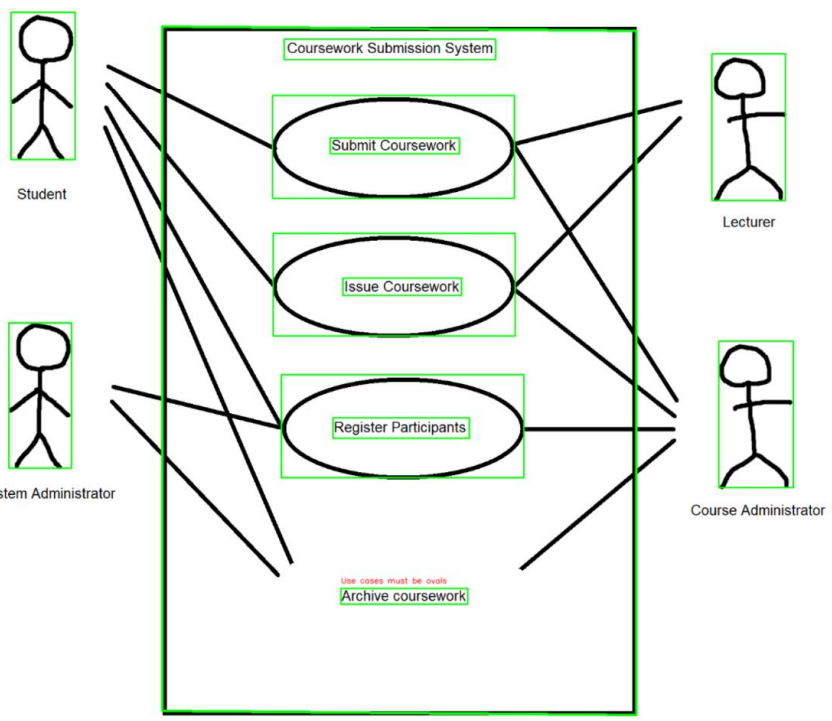 Coursework Submission System
Submit Coursework
Student
Lecturer
Issue Coursework
Register Participants
stem Administrator
Course Administrator
Use cases must be ovals
Archive coursework